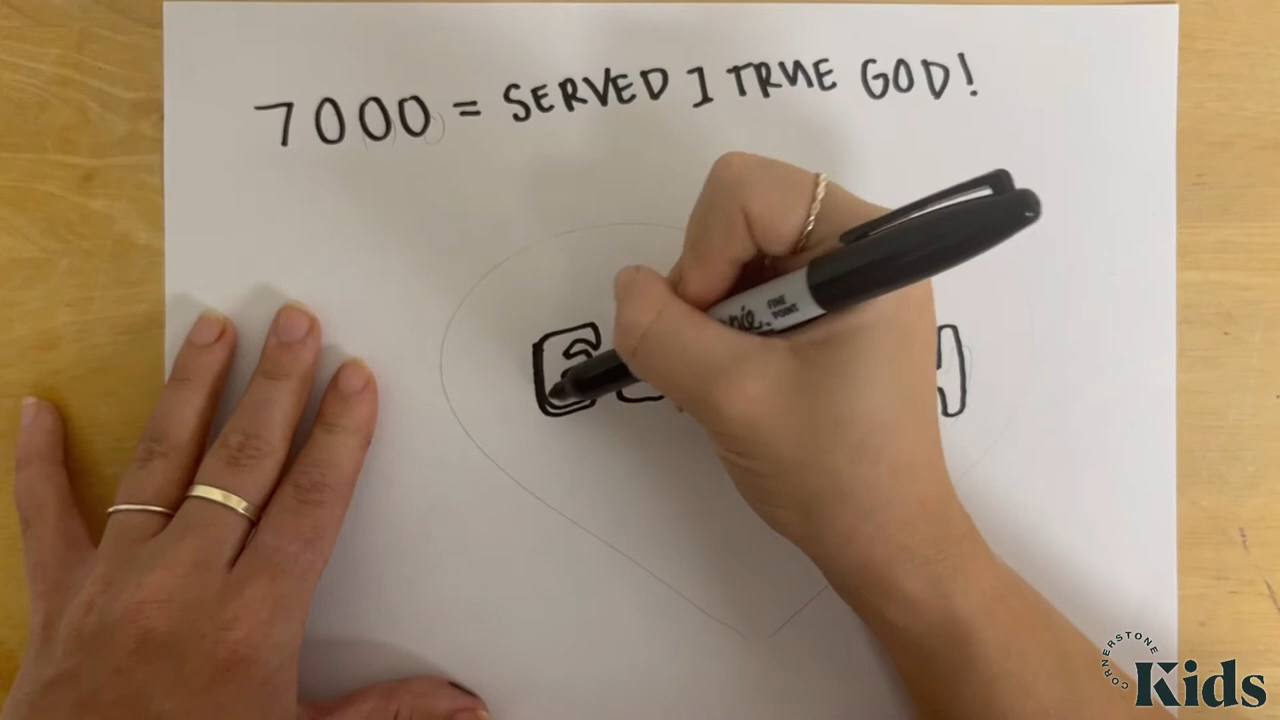 7000 = SERVED 1 TRUE GOD!
FINE
POINT
CORNERSTONE
Kids